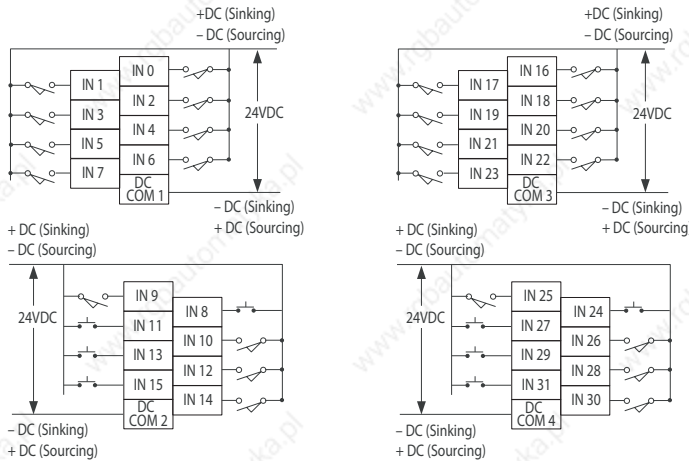 +DC (Sinking)
– DC (Sourcing)
IN 0
IN 1
IN 2
IN 3
IN 4
IN 5
IN 6
IN 7
DC
COM 1
24VDC
– DC (Sinking)
+ DC (Sourcing)
+DC (Sinking)
– DC (Sourcing)
IN 16
IN 17
IN 18
IN 19
IN 20
IN 21
IN 22
IN 23
DC
COM 3
24VDC
– DC (Sinking)
+ DC (Sourcing)
+ DC (Sinking)
– DC (Sourcing)
24VDC
IN 9
IN 8
IN 11
IN 10
IN 13
IN 12
IN 15
IN 14
DC
COM 2
– DC (Sinking)
+ DC (Sourcing)
+ DC (Sinking)
– DC (Sourcing)
24VDC
IN 25
IN 24
IN 27
IN 26
IN 29
IN 28
IN 31
IN 30
DC
COM 4
– DC (Sinking)
+ DC (Sourcing)
www.rgbautomatyka.pl